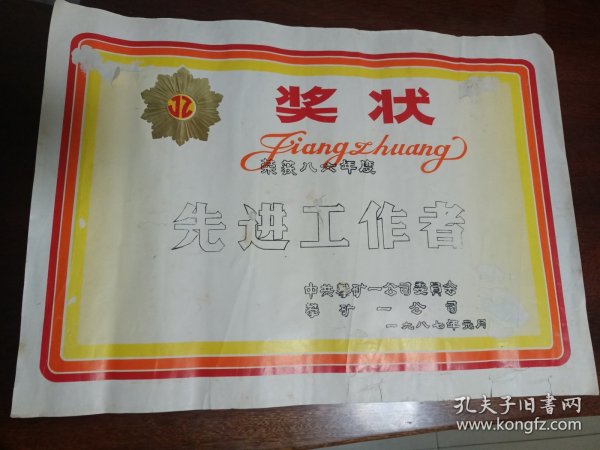 奖状
Jiangzhuang
荣获八六年度
先进工作者
中共攀矿一公司委员会
攀矿一公司
一九八七年元月
孔夫子旧书网
www.kongfz.com